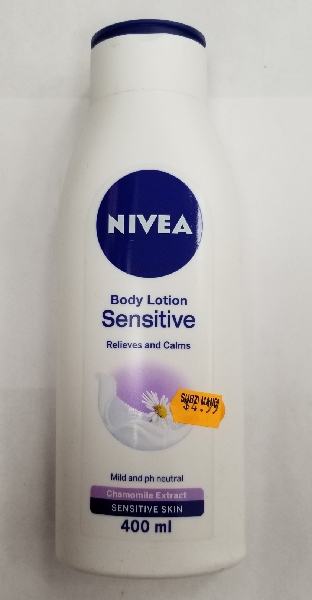 NIVEA
Body Lotion
Sensitive
Relieves and Calms
$4.99
Mild and ph neutral
Chamomile Extract
SENSITIVE SKIN
400 ml